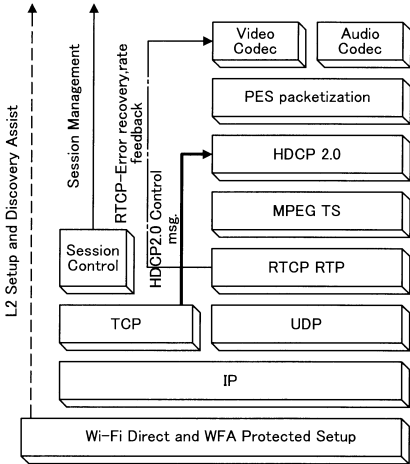 Video
Codec
Audio
Codec
PES packetization
HDCP 2.0
MPEG TS
RTCP RTP
UDP
TCP
Session
Control
IP
Wi-Fi Direct and WFA Protected Setup
L2 Setup and Discovery Assist
Session Management
RTCP-Error recovery,rate
feedback
HDCP2.0 Control
msg.